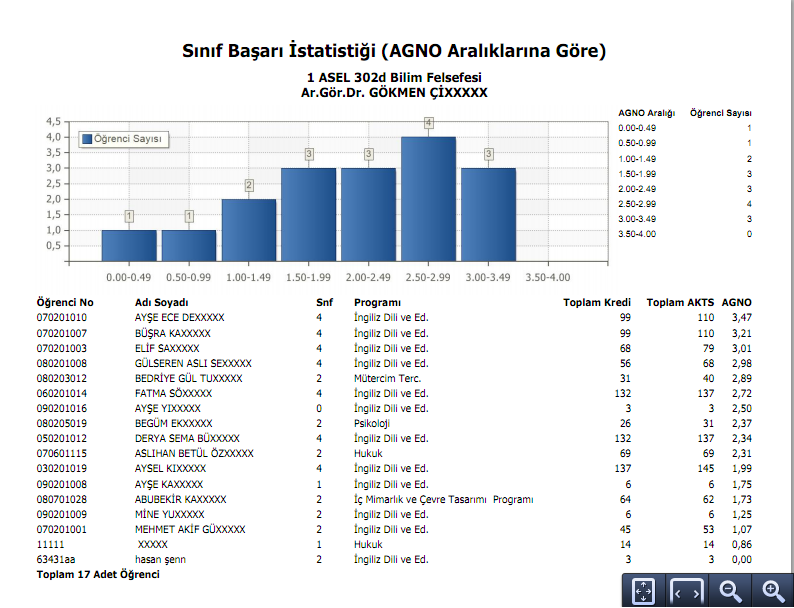 Sınıf Başarı İstatistiği (AGNO Aralıklarına Göre)
1 ASEL 302d Bilim Felsefesi
Ar.Gör.Dr. GÖKMEN ÇİXXXXX
4,5
4,0
3,5
3,0
2,5
2,0
1,5
1,0
0,5
Öğrenci Sayısı
1 1 2 3 3 4 3
0.00-0.49 0.50-0.99 1.00-1.49 1.50-1.99 2.00-2.49 2.50-2.99 3.00-3.49 3.50-4.00
AGNO Aralığı Öğrenci Sayısı
0.00-0.49 1
0.50-0.99 1
1.00-1.49 2
1.50-1.99 3
2.00-2.49 3
2.50-2.99 4
3.00-3.49 3
3.50-4.00 0
Öğrenci No Adı Soyadı Snf Programı Toplam Kredi Toplam AKTS AGNO
070201010 AYŞE ECE DEXXXXX 4 İngiliz Dili ve Ed. 99 110 3,47
070201007 BÜŞRA KAXXXXX 4 İngiliz Dili ve Ed. 99 110 3,21
070201003 ELİF SAXXXXX 4 İngiliz Dili ve Ed. 68 79 3,01
080201008 GÜLSEREN ASLI SEXXXXX 4 İngiliz Dili ve Ed. 56 68 2,98
080203012 BEDRİYE GÜL TUXXXXX 2 Mütercim Terc. 31 40 2,89
060201014 FATMA SÖXXXXX 4 İngiliz Dili ve Ed. 132 137 2,72
090201016 AYŞE YIXXXXX 0 İngiliz Dili ve Ed. 3 3 2,50
080205019 BEGÜM EKXXXXX 2 Psikoloji 26 31 2,37
050201012 DERYA SEMA BÜXXXXX 4 İngiliz Dili ve Ed. 132 137 2,34
070601115 ASLIHAN BETÜL ÖZXXXXX 2 Hukuk 69 69 2,31
030201019 AYSEL KIXXXXX 4 İngiliz Dili ve Ed. 137 145 1,99
090201008 AYŞE KAXXXXX 1 İngiliz Dili ve Ed. 6 6 1,75
080701028 ABUBEKİR KAXXXXX 2 İç Mimarlık ve Çevre Tasarımı Programı 64 62 1,73
090201009 MİNE YUXXXXX 2 İngiliz Dili ve Ed. 6 6 1,25
070201001 MEHMET AKİF GÜXXXXX 2 İngiliz Dili ve Ed. 45 53 1,07
11111 XXXXX 1 Hukuk 14 14 0,86
63431aa hasan şenn 2 İngiliz Dili ve Ed. 3 3 0,00
Toplam 17 Adet Öğrenci